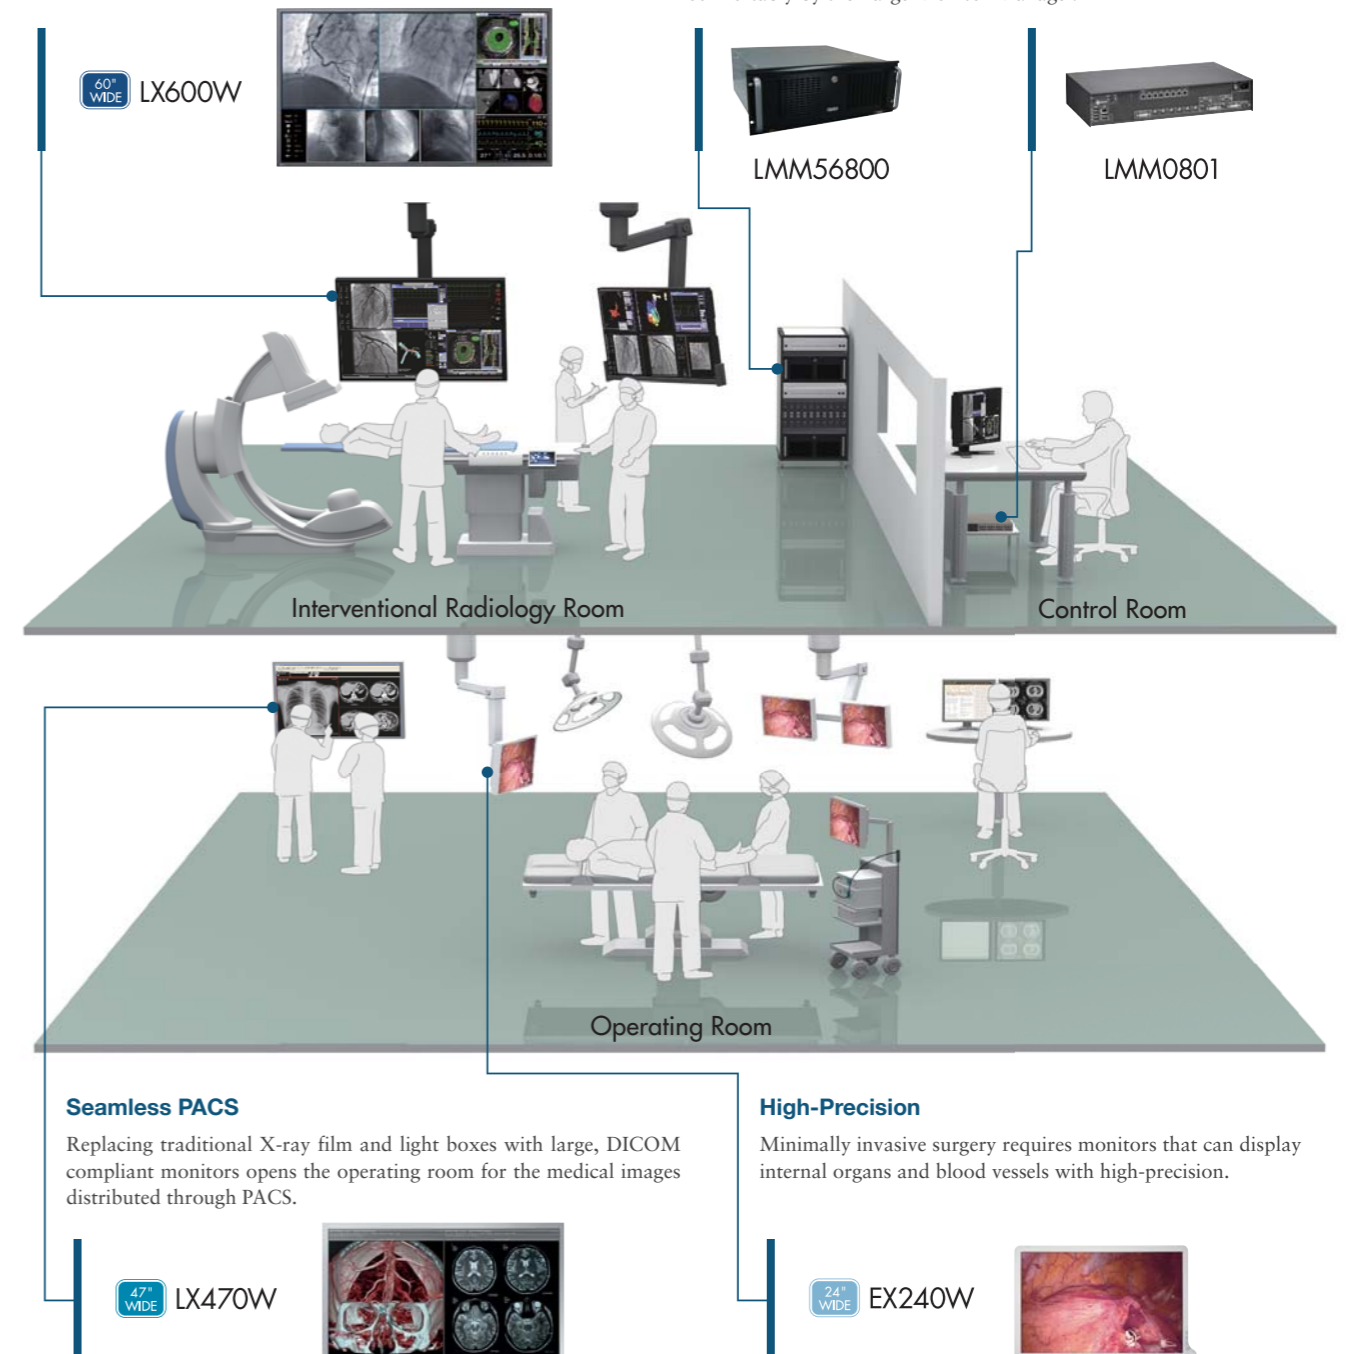 60"
WIDE
LX600W
LMM56800
LMM0801
Interventional Radiology Room
Control Room
Operating Room
Seamless PACS
Replacing traditional X-ray film and light boxes with large, DICOM
compliant monitors opens the operating room for the medical images
distributed through PACS.
High-Precision
Minimally invasive surgery requires monitors that can display
internal organs and blood vessels with high-precision.
47"
WIDE
LX470W
24"
WIDE
EX240W